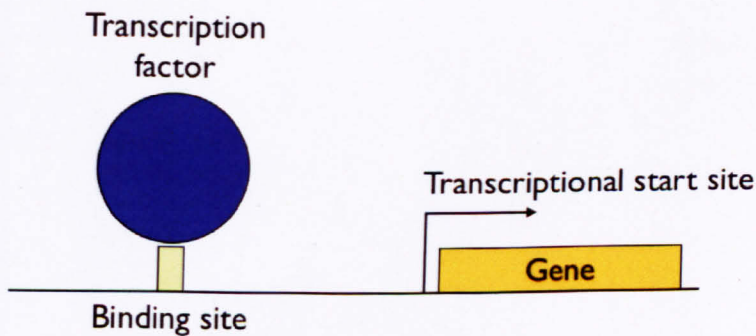 Transcription
factor
Transcriptional start site
Gene
Binding site